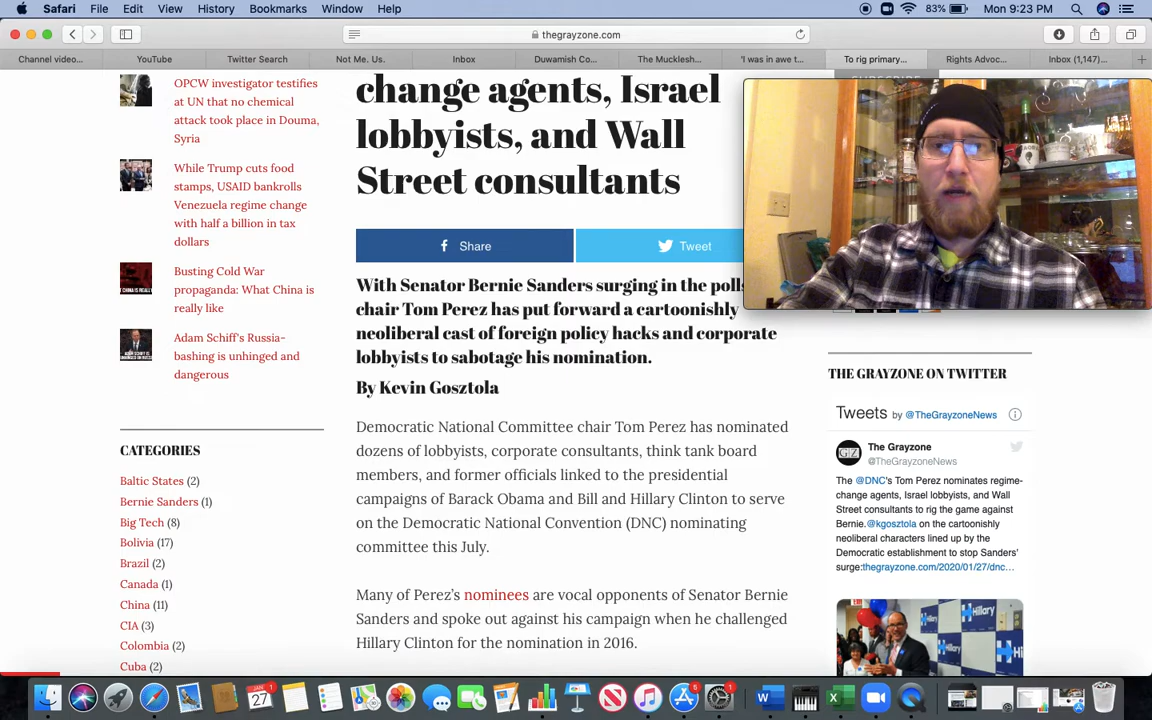 Safari File Edit View History Bookmarks Window Help 83% Mon 9:23 PM
thegrayzone.com
Channel video... YouTube Twitter Search Not Me. Us. Inbox Duwamish Co... The Mucklesh... 'I was in awe t... To rig primary... Rights Advoc... Inbox (1,147)...
SUBSCRIBE
OPCW investigator testifies
at UN that no chemical
attack took place in Douma,
Syria
While Trump cuts food
stamps, USAID bankrolls
Venezuela regime change
with half a billion in tax
dollars
Busting Cold War
propaganda: What China is
really like
Adam Schiff's Russia-
bashing is unhinged and
dangerous
CATEGORIES
Baltic States (2)
Bernie Sanders (1)
Big Tech (8)
Bolivia (17)
Brazil (2)
Canada (1)
China (11)
CIA (3)
Colombia (2)
Cuba (2)
change agents, Israel
lobbyists, and Wall
Street consultants
Share Tweet
With Senator Bernie Sanders surging in the polls
chair Tom Perez has put forward a cartoonishly
neoliberal cast of foreign policy hacks and corporate
lobbyists to sabotage his nomination.
By Kevin Gosztola
Democratic National Committee chair Tom Perez has nominated
dozens of lobbyists, corporate consultants, think tank board
members, and former officials linked to the presidential
campaigns of Barack Obama and Bill and Hillary Clinton to serve
on the Democratic National Convention (DNC) nominating
committee this July.
Many of Perez's nominees are vocal opponents of Senator Bernie
Sanders and spoke out against his campaign when he challenged
Hillary Clinton for the nomination in 2016.
THE GRAYZONE ON TWITTER
Tweets by @TheGrayzoneNews
GZ
The Grayzone
@TheGrayzoneNews
The @DNC's Tom Perez nominates regime-
change agents, Israel lobbyists, and Wall
Street consultants to rig the game against
Bernie.@kgosztola on the cartoonishly
neoliberal characters lined up by the
Democratic establishment to stop Sanders'
surge:thegrayzone.com/2020/01/27/dnc...
Hillary
JAN
27
1
6
1